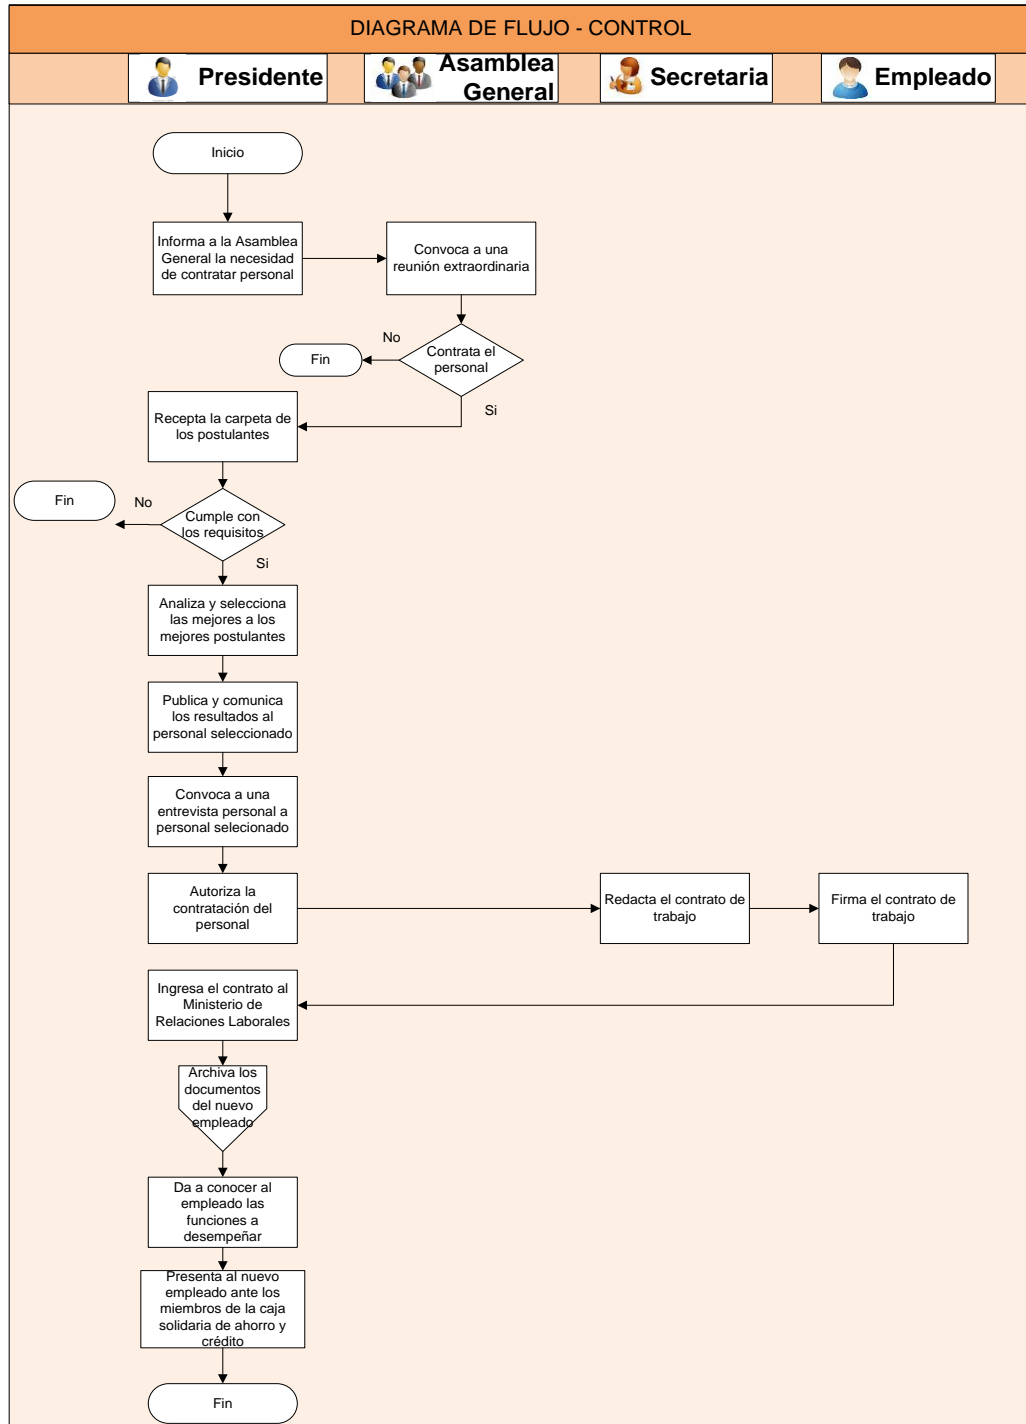 DIAGRAMA DE FLUJO - CONTROL
Presidente
Asamblea
General
Secretaria
Empleado
Inicio
Informa a la Asamblea
General la necesidad
de contratar personal
Convoca a una
reunión extraordinaria
Contrata el
personal
No
Fin
Si
Recepta la carpeta de
los postulantes
Cumple con
los requisitos
No
Fin
Si
Analiza y selecciona
las mejores a los
mejores postulantes
Publica y comunica
los resultados al
personal seleccionado
Convoca a una
entrevista personal a
personal selecionado
Autoriza la
contratación del
personal
Redacta el contrato de
trabajo
Firma el contrato de
trabajo
Ingresa el contrato al
Ministerio de
Relaciones Laborales
Archiva los
documentos
del nuevo
empleado
Da a conocer al
empleado las
funciones a
desempeñar
Presenta al nuevo
empleado ante los
miembros de la caja
solidaria de ahorro y
crédito
Fin